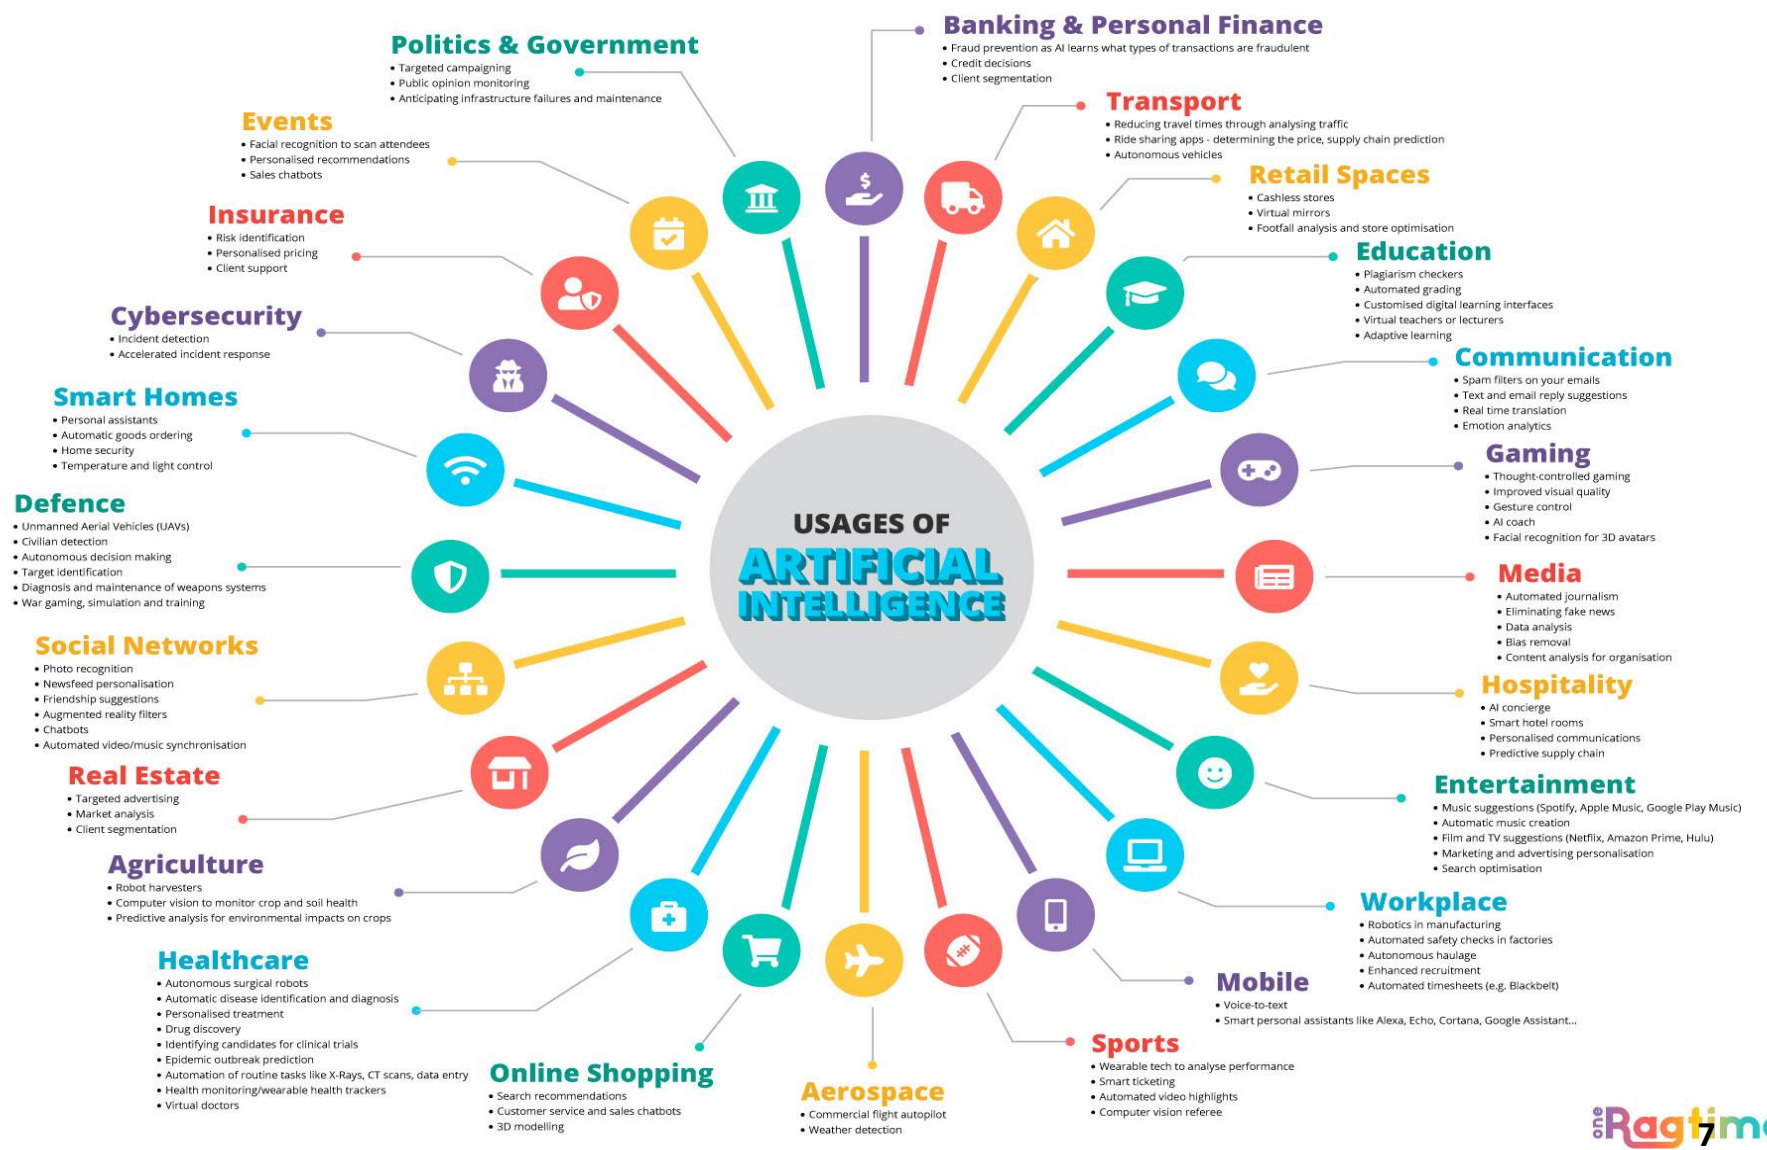 Banking & Personal Finance
• Fraud prevention as AI learns what types of transactions are fraudulent
• Credit decisions
• Client segmentation
Transport
• Reducing travel times through analysing traffic
• Ride sharing apps - determining the price, supply chain prediction
• Autonomous vehicles
Retail Spaces
• Cashless stores
• Virtual mirrors
• Footfall analysis and store optimisation
Education
• Plagiarism checkers
• Automated grading
• Customised digital learning interfaces
• Virtual teachers or lecturers
• Adaptive learning
Communication
• Spam filters on your emails
• Text and email reply suggestions
• Real time translation
• Emotion analytics
Gaming
• Thought-controlled gaming
• Improved visual quality
• Gesture control
• AI coach
• Facial recognition for 3D avatars
Media
• Automated journalism
• Eliminating fake news
• Data analysis
• Bias removal
• Content analysis for organisation
Hospitality
• AI concierge
• Smart hotel rooms
• Personalised communications
• Predictive supply chain
Entertainment
• Music suggestions (Spotify, Apple Music, Google Play Music)
• Automatic music creation
• Film and TV suggestions (Netflix, Amazon Prime, Hulu)
• Marketing and advertising personalisation
• Search optimisation
Workplace
• Robotics in manufacturing
• Automated safety checks in factories
• Autonomous haulage
• Enhanced recruitment
• Automated timesheets (e.g. Blackbelt)
Mobile
• Voice-to-text
• Smart personal assistants like Alexa, Echo, Cortana, Google Assistant...
Sports
• Wearable tech to analyse performance
• Smart ticketing
• Automated video highlights
• Computer vision referee
Aerospace
• Commercial flight autopilot
• Weather detection
Online Shopping
• Search recommendations
• Customer service and sales chatbots
• 3D modelling
Healthcare
• Autonomous surgical robots
• Automatic disease identification and diagnosis
• Personalised treatment
• Drug discovery
• Identifying candidates for clinical trials
• Epidemic outbreak prediction
• Automation of routine tasks like X-Rays, CT scans, data entry
• Health monitoring/wearable health trackers
• Virtual doctors
Agriculture
• Robot harvesters
• Computer vision to monitor crop and soil health
• Predictive analysis for environmental impacts on crops
Real Estate
• Targeted advertising
• Market analysis
• Client segmentation
Social Networks
• Photo recognition
• Newsfeed personalisation
• Friendship suggestions
• Augmented reality filters
• Chatbots
• Automated video/music synchronisation
Defence
• Unmanned Aerial Vehicles (UAVs)
• Civilian detection
• Autonomous decision making
• Target identification
• Diagnosis and maintenance of weapons systems
• War gaming, simulation and training
Smart Homes
• Personal assistants
• Automatic goods ordering
• Home security
• Temperature and light control
Cybersecurity
• Incident detection
• Accelerated incident response
Insurance
• Risk identification
• Personalised pricing
• Client support
Events
• Facial recognition to scan attendees
• Personalised recommendations
• Sales chatbots
Politics & Government
• Targeted campaigning
• Public opinion monitoring
• Anticipating infrastructure failures and maintenance
$
USAGES OF
ARTIFICIAL
INTELLIGENCE
one
Ragtim
7